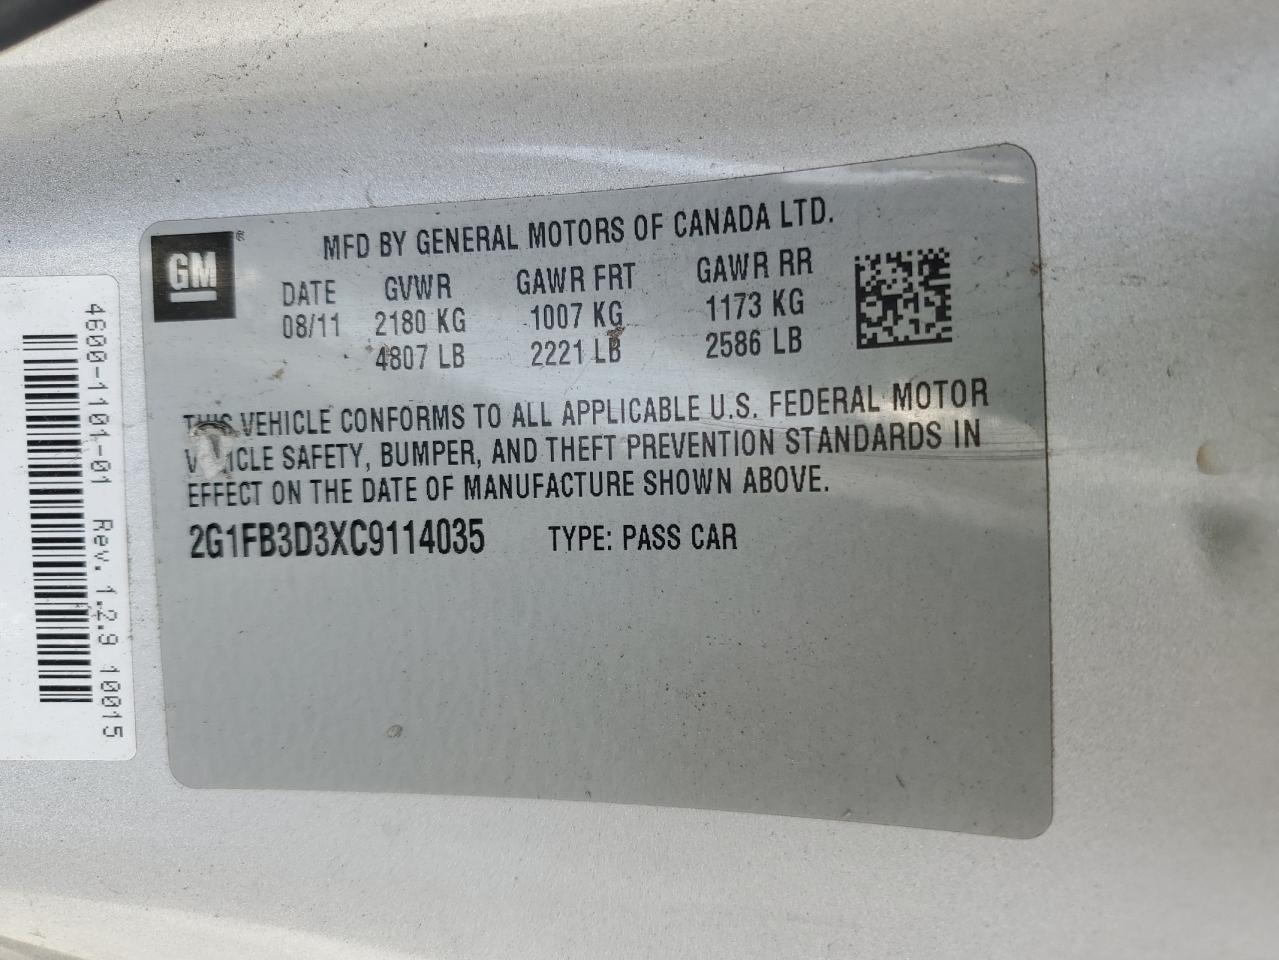 GM ®
MFD BY GENERAL MOTORS OF CANADA LTD.
DATE GVWR GAWR FRT GAWR RR
08/11 2180 KG 1007 KG 1173 KG
4807 LB 2221 LB 2586 LB
THIS VEHICLE CONFORMS TO ALL APPLICABLE U.S. FEDERAL MOTOR
VEHICLE SAFETY, BUMPER, AND THEFT PREVENTION STANDARDS IN
EFFECT ON THE DATE OF MANUFACTURE SHOWN ABOVE.
2G1FB3D3XC9114035 TYPE: PASS CAR
4600-1101-01 Rev. 1.2.9 10015